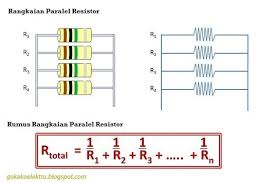 Rangkaian Paralel Resistor
R1 R1
R2 R2
R3 R3
R4 R4
Rumus Rangkaian Paralel Resistor
Rtotal = 1/R1 + 1/R2 + 1/R3 + ..... + 1/Rn
gskakoelektro.blogspot.com